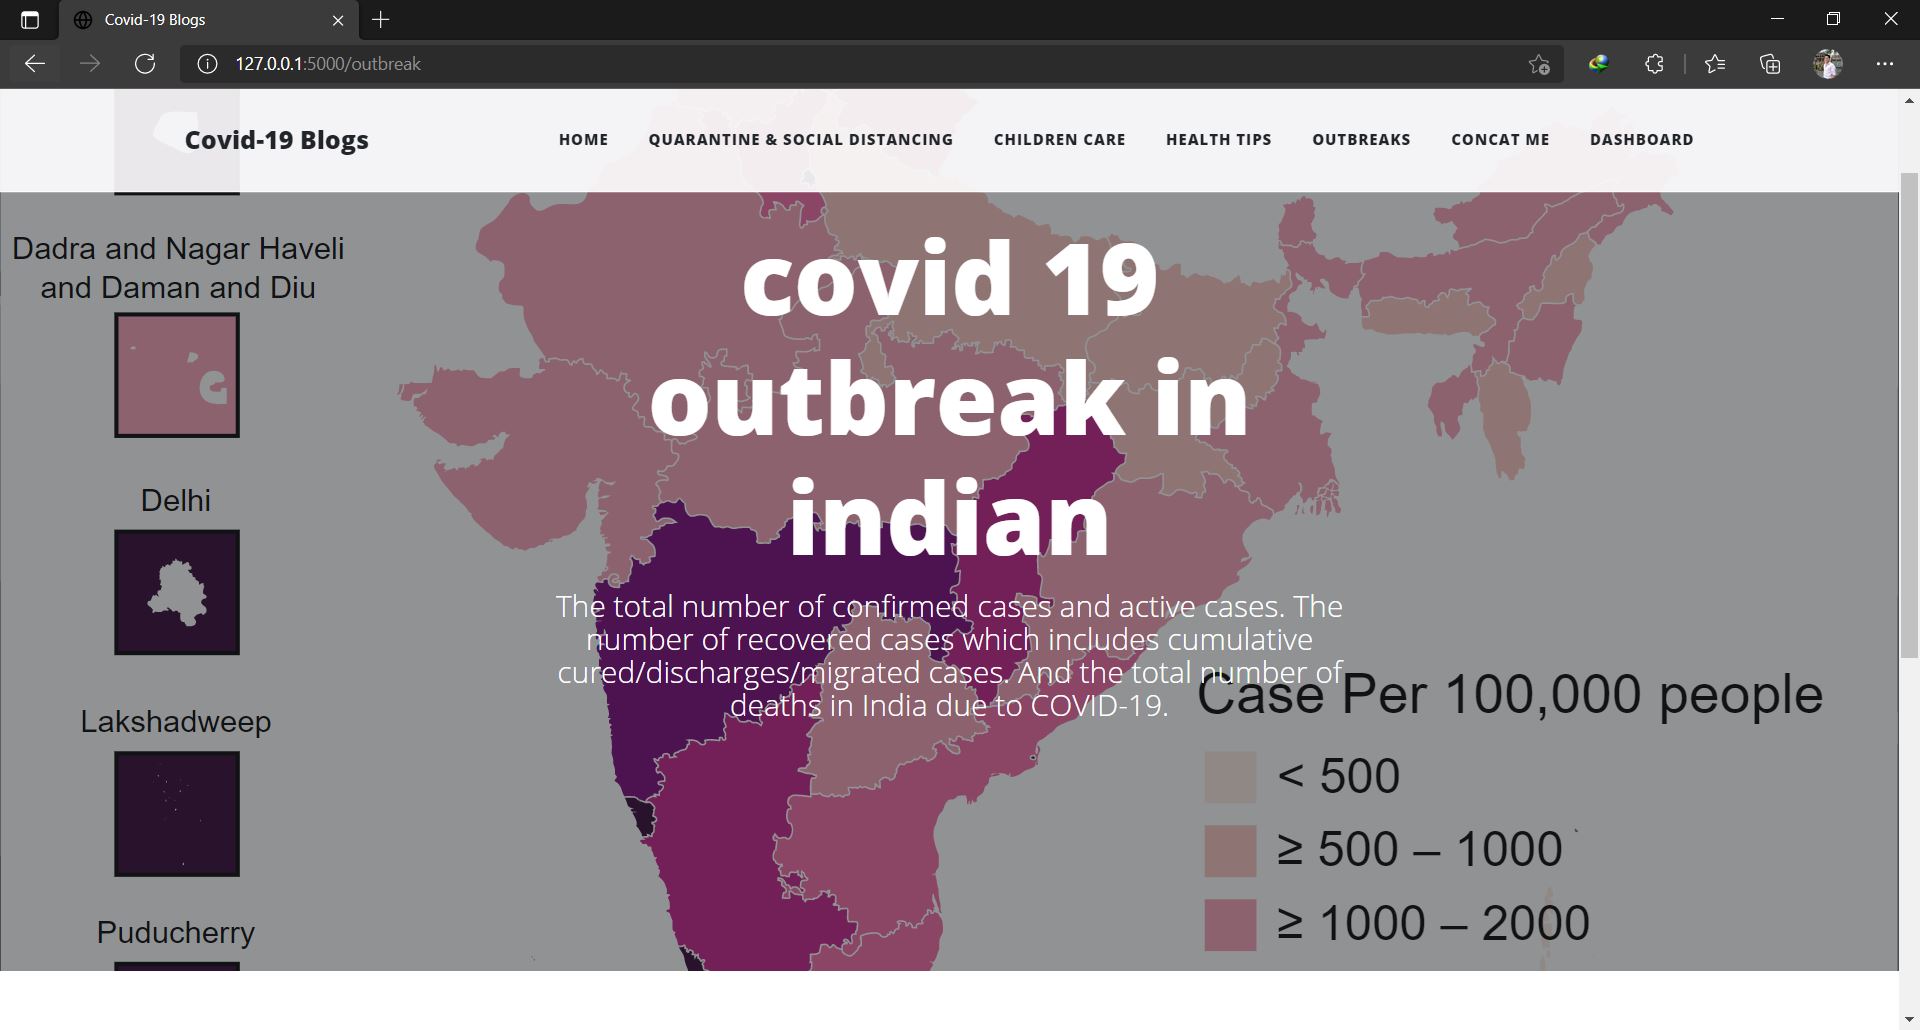 Covid-19 Blogs
127.0.0.1:5000/outbreak
Covid-19 Blogs
HOME
QUARANTINE & SOCIAL DISTANCING
CHILDREN CARE
HEALTH TIPS
OUTBREAKS
CONCAT ME
DASHBOARD
Dadra and Nagar Haveli
and Daman and Diu
Delhi
Lakshadweep
Puducherry
covid 19
outbreak in
indian
The total number of confirmed cases and active cases. The
number of recovered cases which includes cumulative
cured/discharges/migrated cases. And the total number of
deaths in India due to COVID-19.
Case Per 100,000 people
< 500
≥ 500 – 1000
≥ 1000 – 2000